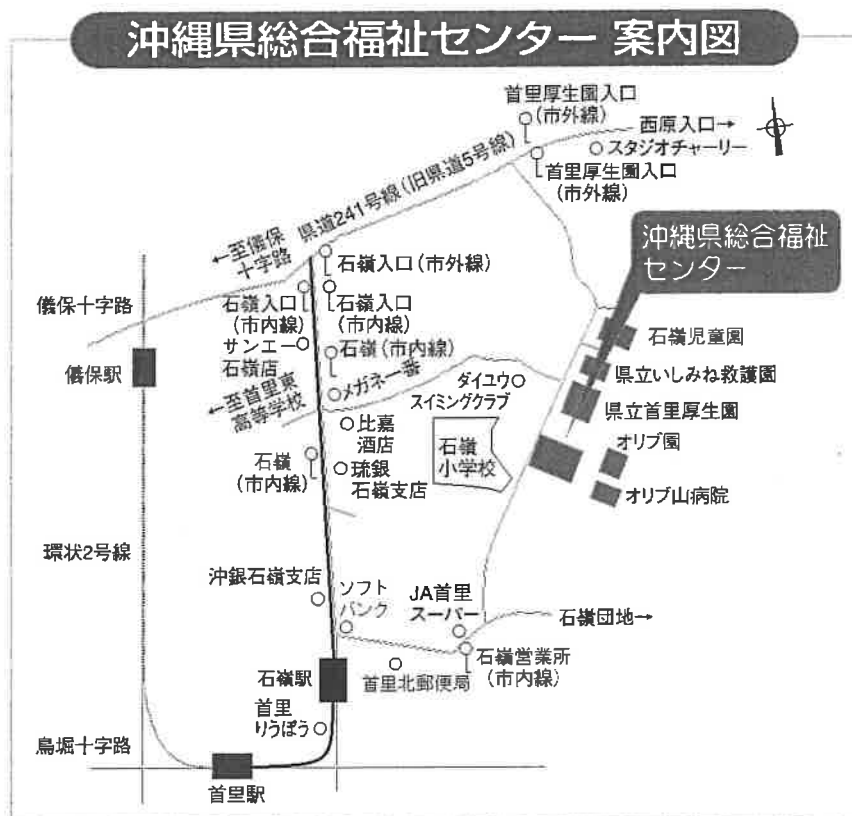 沖縄県総合福祉センター 案内図
首里厚生園入口
(市外線)
西原入口→
スタジオチャーリー
首里厚生園入口
(市外線)
県道241号線(旧県道5号線)
←至儀保
十字路
石嶺入口(市外線)
沖縄県総合福祉
センター
儀保十字路
石嶺入口
(市内線)
石嶺入口
(市内線)
サンエー
石嶺店
石嶺(市内線)
石嶺児童園
儀保駅
←至首里東
高等学校
メガネ一番
ダイユウ
スイミングクラブ
県立いしみね救護園
県立首里厚生園
比嘉
酒店
石嶺
小学校
オリブ園
石嶺
(市内線)
琉銀
石嶺支店
オリブ山病院
環状2号線
沖銀石嶺支店
ソフト
バンク
JA首里
スーパー
石嶺団地→
石嶺駅
首里北郵便局
石嶺営業所
(市内線)
首里
りうぼう
鳥堀十字路
首里駅